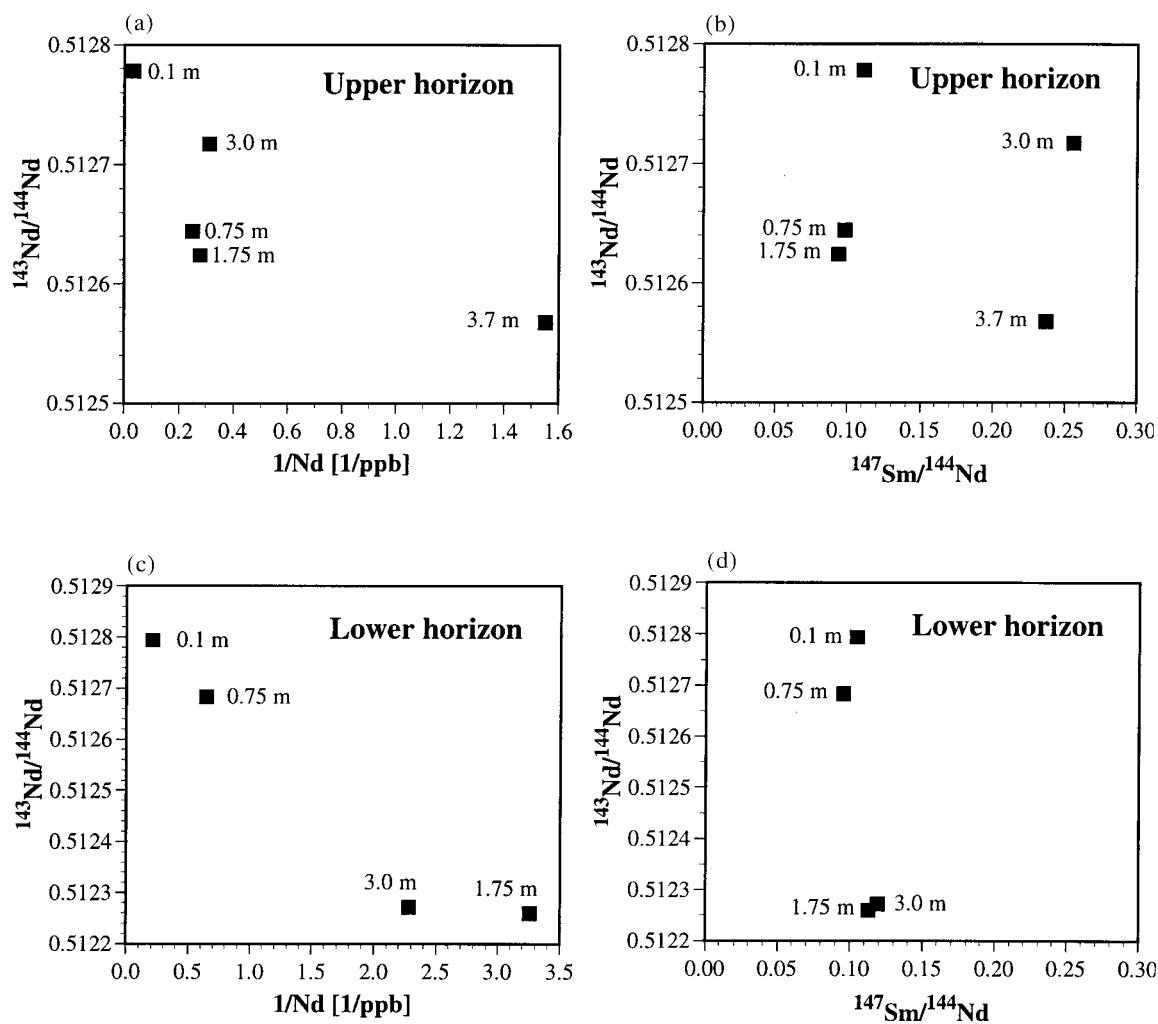 (a)
Upper horizon
0.5128
0.5127
0.5126
0.5125
¹⁴³Nd/¹⁴⁴Nd
0.1 m
3.0 m
0.75 m
1.75 m
3.7 m
0.0 0.2 0.4 0.6 0.8 1.0 1.2 1.4 1.6
1/Nd [1/ppb]
(b)
Upper horizon
0.5128
0.5127
0.5126
0.5125
¹⁴³Nd/¹⁴⁴Nd
0.1 m
3.0 m
0.75 m
1.75 m
3.7 m
0.00 0.05 0.10 0.15 0.20 0.25 0.30
¹⁴⁷Sm/¹⁴⁴Nd
(c)
Lower horizon
0.5129
0.5128
0.5127
0.5126
0.5125
0.5124
0.5123
0.5122
¹⁴³Nd/¹⁴⁴Nd
0.1 m
0.75 m
3.0 m
1.75 m
0.0 0.5 1.0 1.5 2.0 2.5 3.0 3.5
1/Nd [1/ppb]
(d)
Lower horizon
0.5129
0.5128
0.5127
0.5126
0.5125
0.5124
0.5123
0.5122
¹⁴³Nd/¹⁴⁴Nd
0.1 m
0.75 m
1.75 m
3.0 m
0.00 0.05 0.10 0.15 0.20 0.25 0.30
¹⁴⁷Sm/¹⁴⁴Nd